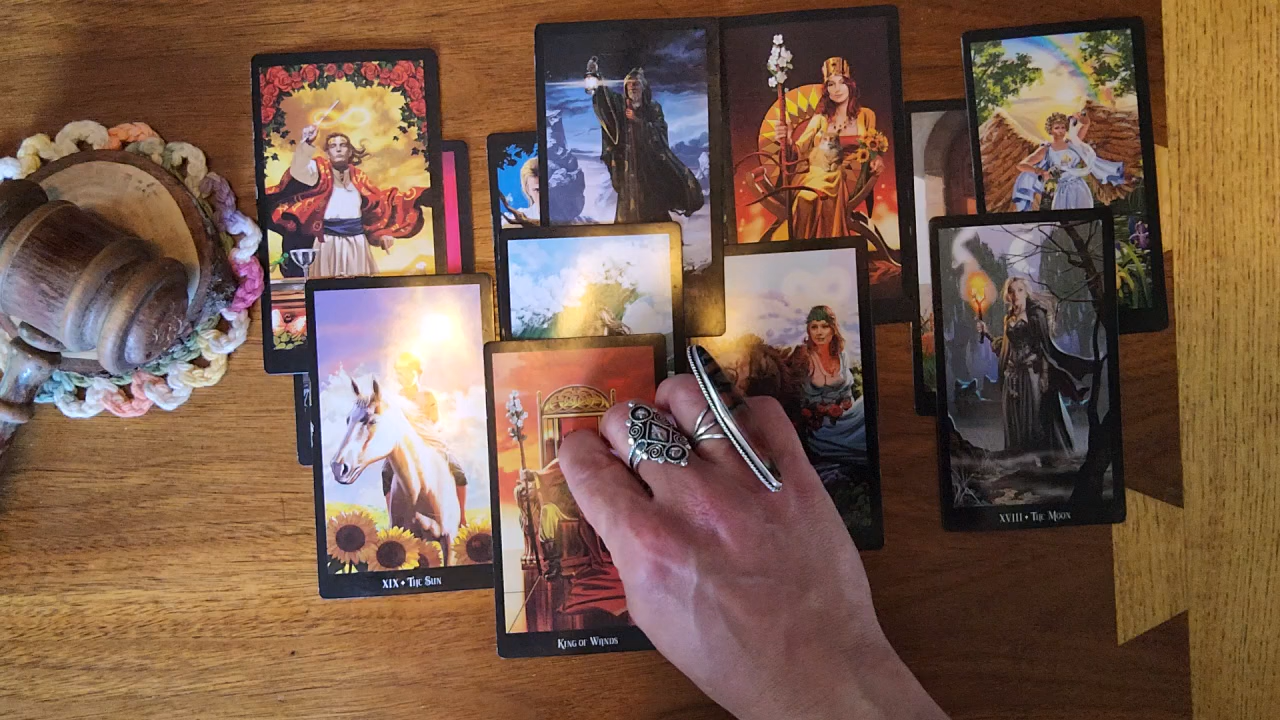 XIX • The Sun
King of Wands
XVIII • The Moon